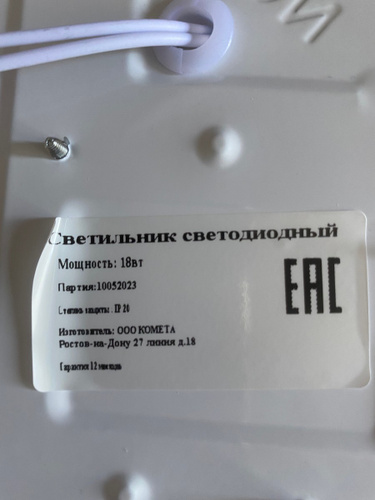 Светильник светодиодный
Мощность: 18вт
Партия:10052023
Степень защиты : IP 20
Изготовитель: ООО КОМЕТА
Ростов-на-Дону 27 линия д.18
Гарантия 12 месяцев
ЕАС